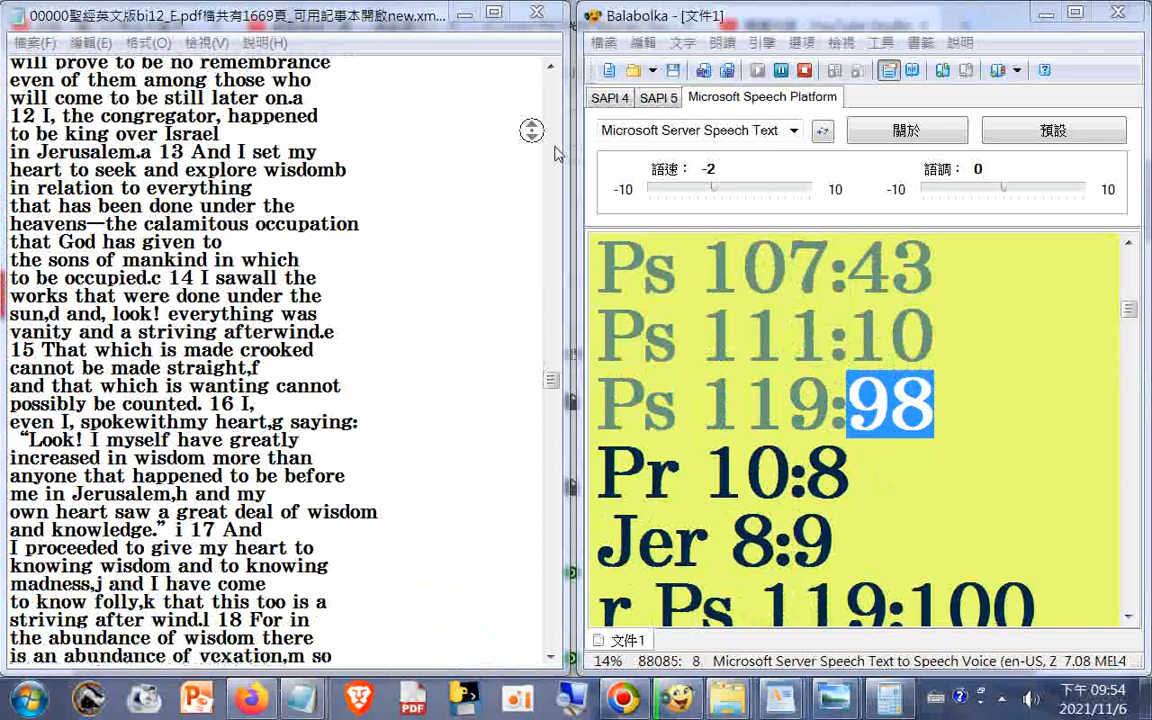 00000聖經英文版bi12_E.pdf檔共有1669頁_可用記事本開啟new.xm...
檔案(F) 編輯(E) 格式(O) 檢視(V) 說明(H)
will prove to be no remembrance
even of them among those who
will come to be still later on.a
12 I, the congregator, happened
to be king over Israel
in Jerusalem.a 13 And I set my
heart to seek and explore wisdomb
in relation to everything
that has been done under the
heavens—the calamitous occupation
that God has given to
the sons of mankind in which
to be occupied.c 14 I sawall the
works that were done under the
sun,d and, look! everything was
vanity and a striving afterwind.e
15 That which is made crooked
cannot be made straight,f
and that which is wanting cannot
possibly be counted. 16 I,
even I, spokewithmy heart,g saying:
“Look! I myself have greatly
increased in wisdom more than
anyone that happened to be before
me in Jerusalem,h and my
own heart saw a great deal of wisdom
and knowledge.” i 17 And
I proceeded to give my heart to
knowing wisdom and to knowing
madness,j and I have come
to know folly,k that this too is a
striving after wind.l 18 For in
the abundance of wisdom there
is an abundance of vexation,m so
Balabolka - [文件1]
檔案 編輯 文字 朗讀 引擎 選項 檢視 工具 書籤 說明
SAPI 4 SAPI 5 Microsoft Speech Platform
Microsoft Server Speech Text 關於 預設
語速： -2 語調： 0
-10 10 -10 10
Ps 107:43
Ps 111:10
Ps 119:98
Pr 10:8
Jer 8:9
r Ps 119:100
文件1
14% 88085: 8 Microsoft Server Speech Text to Speech Voice (en-US, Z 7.08 MB
PDF
下午 09:54
2021/11/6